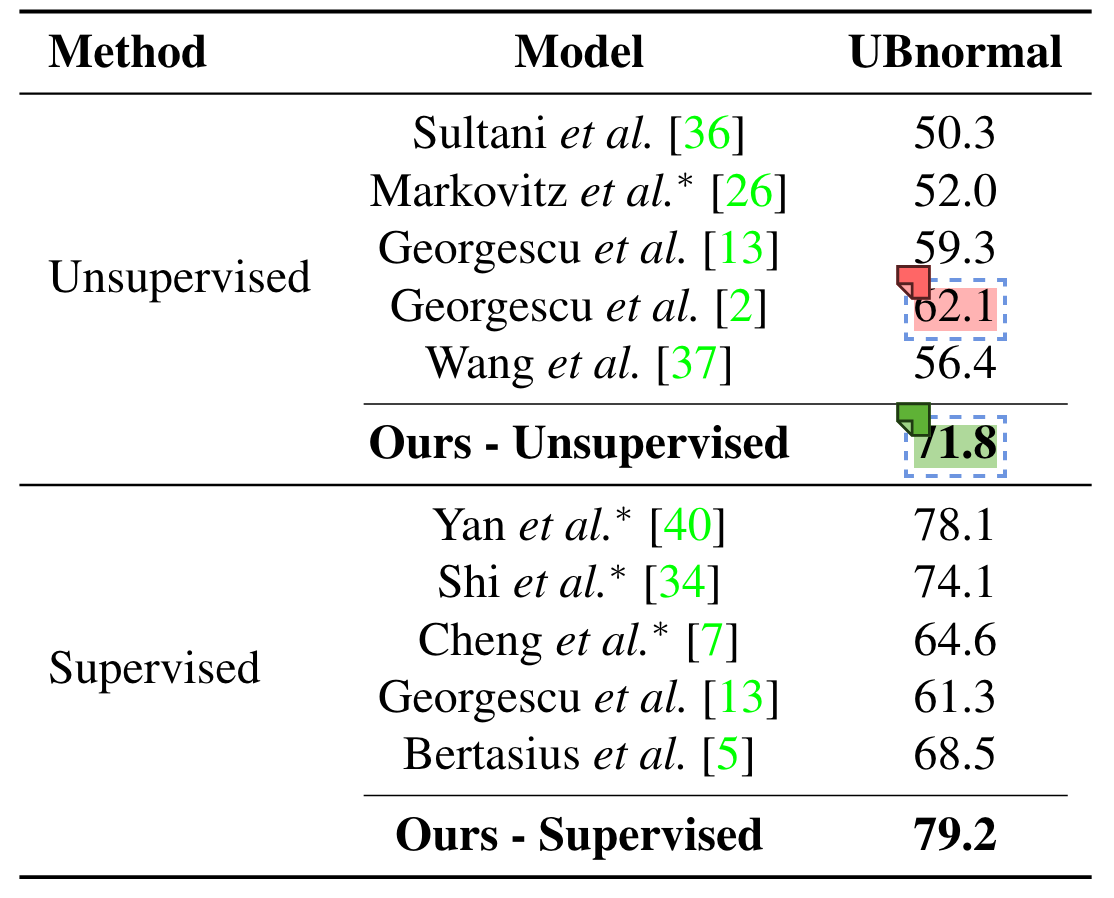 Method Model UBnormal
Sultani et al. [36] 50.3
Markovitz et al.* [26] 52.0
Georgescu et al. [13] 59.3
Unsupervised
Georgescu et al. [2] 62.1
Wang et al. [37] 56.4
Ours - Unsupervised 71.8
Yan et al.* [40] 78.1
Shi et al.* [34] 74.1
Cheng et al.* [7] 64.6
Supervised
Georgescu et al. [13] 61.3
Bertasius et al. [5] 68.5
Ours - Supervised 79.2